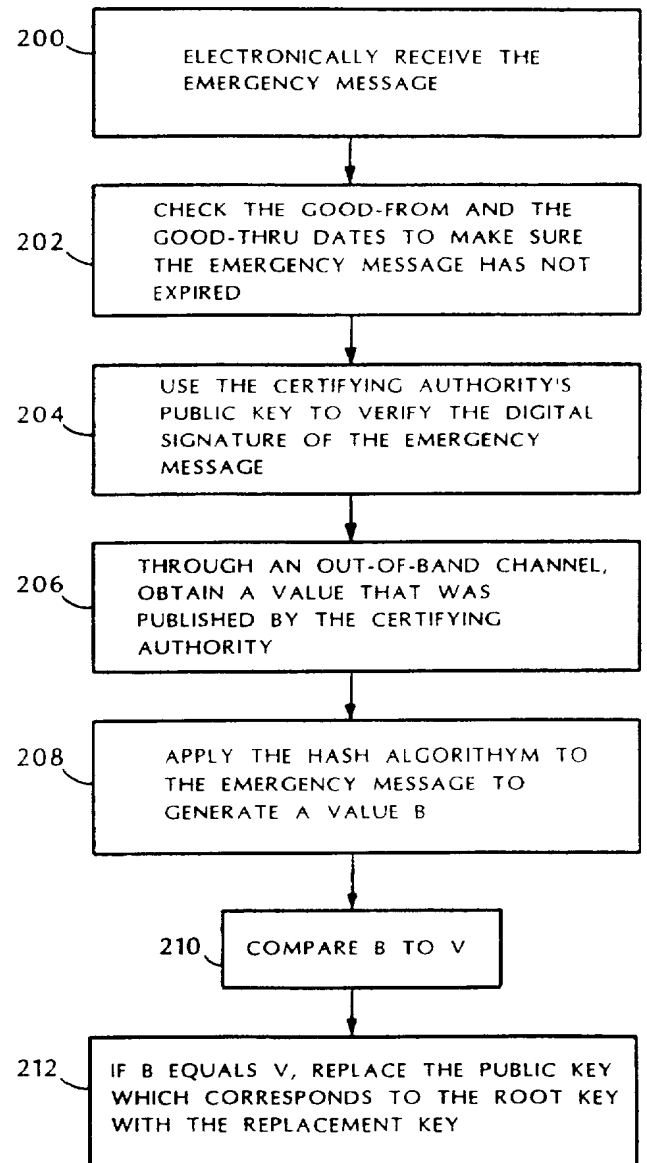 200
ELECTRONICALLY RECEIVE THE
EMERGENCY MESSAGE
202
CHECK THE GOOD-FROM AND THE
GOOD-THRU DATES TO MAKE SURE
THE EMERGENCY MESSAGE HAS NOT
EXPIRED
204
USE THE CERTIFYING AUTHORITY'S
PUBLIC KEY TO VERIFY THE DIGITAL
SIGNATURE OF THE EMERGENCY
MESSAGE
206
THROUGH AN OUT-OF-BAND CHANNEL,
OBTAIN A VALUE THAT WAS
PUBLISHED BY THE CERTIFYING
AUTHORITY
208
APPLY THE HASH ALGORITHYM TO
THE EMERGENCY MESSAGE TO
GENERATE A VALUE B
210
COMPARE B TO V
212
IF B EQUALS V, REPLACE THE PUBLIC KEY
WHICH CORRESPONDS TO THE ROOT KEY
WITH THE REPLACEMENT KEY